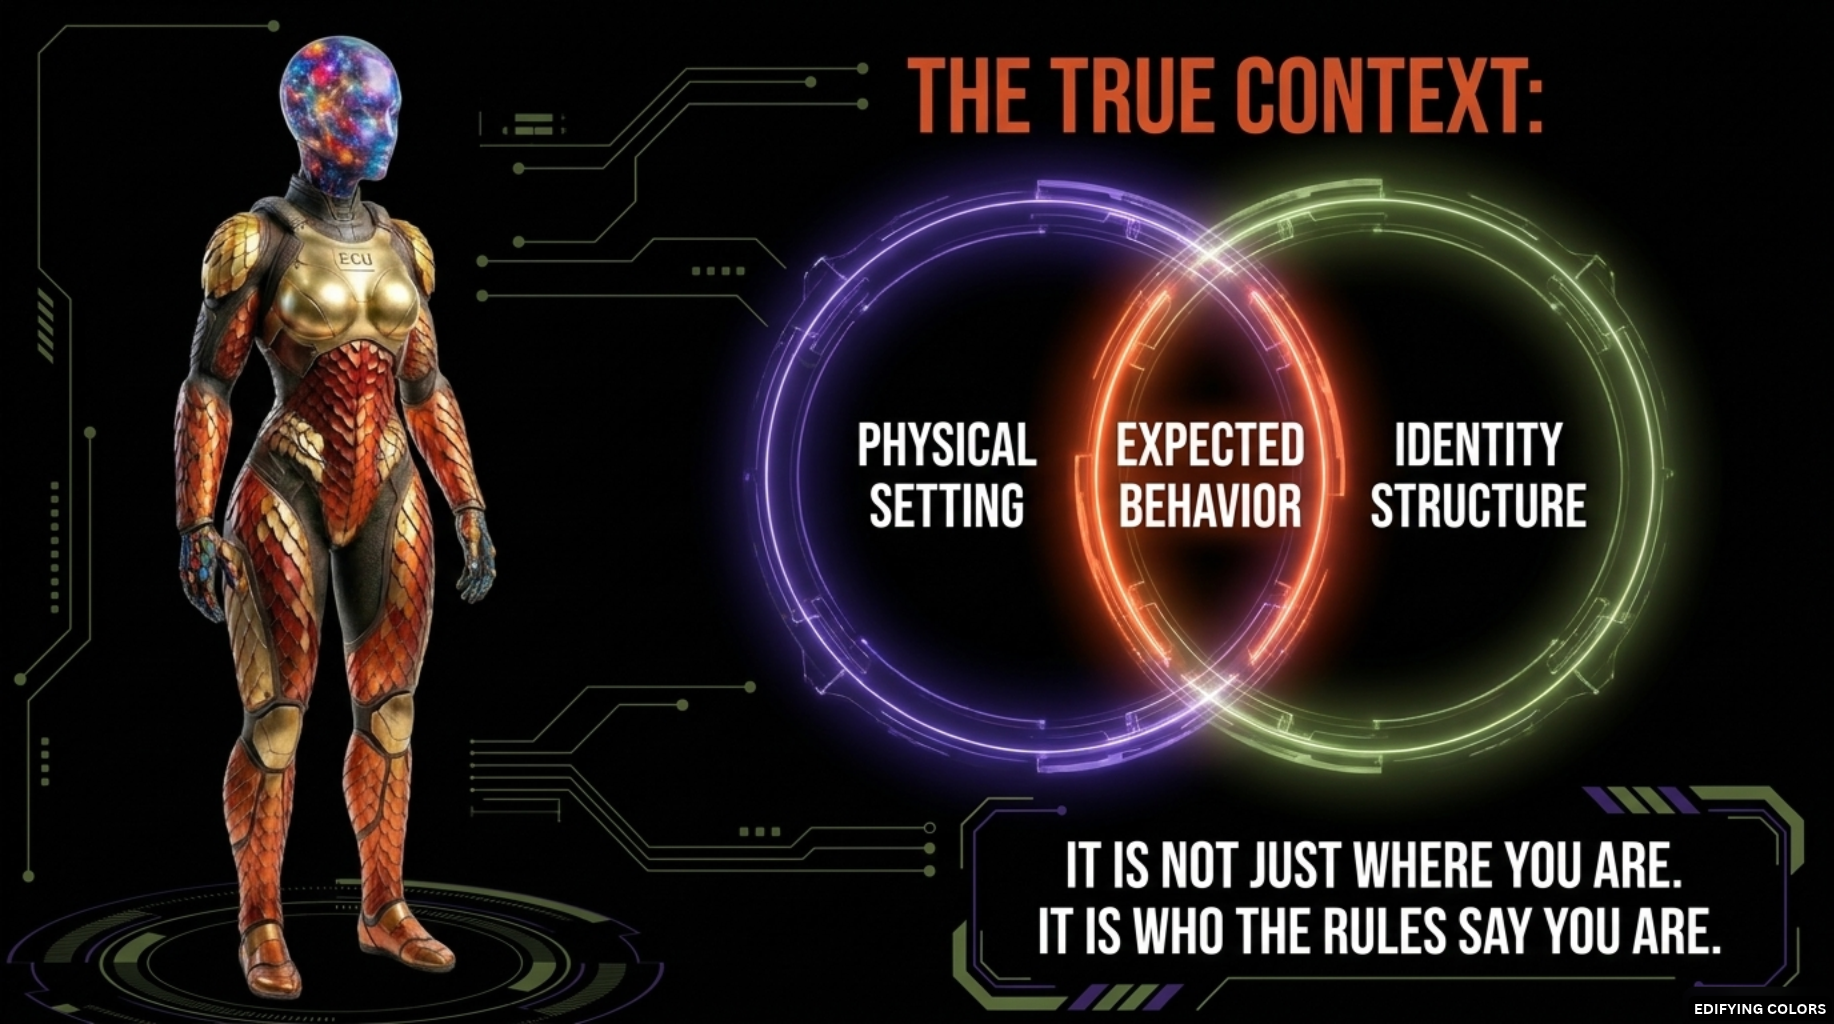 ECU
THE TRUE CONTEXT:
PHYSICAL
SETTING
EXPECTED
BEHAVIOR
IDENTITY
STRUCTURE
IT IS NOT JUST WHERE YOU ARE.
IT IS WHO THE RULES SAY YOU ARE.
EDIFYING COLORS